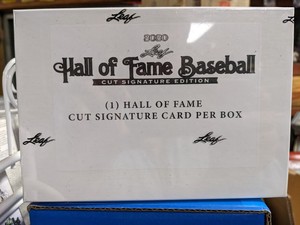 Leaf
2020
Leaf
Hall of Fame Baseball
CUT SIGNATURE EDITION
(1) HALL OF FAME
CUT SIGNATURE CARD PER BOX
Leaf
Leaf